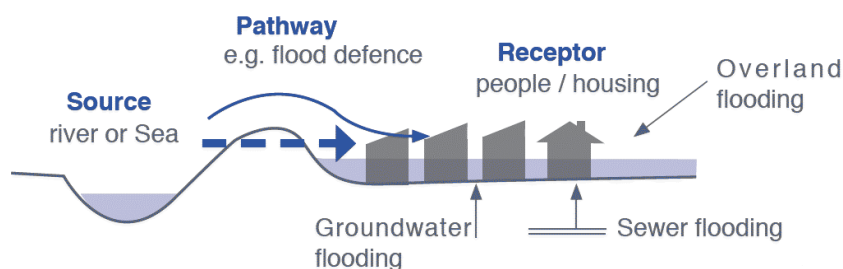 Pathway
e.g. flood defence
Receptor
people / housing
Overland
flooding
Source
river or Sea
Groundwater
flooding
Sewer flooding